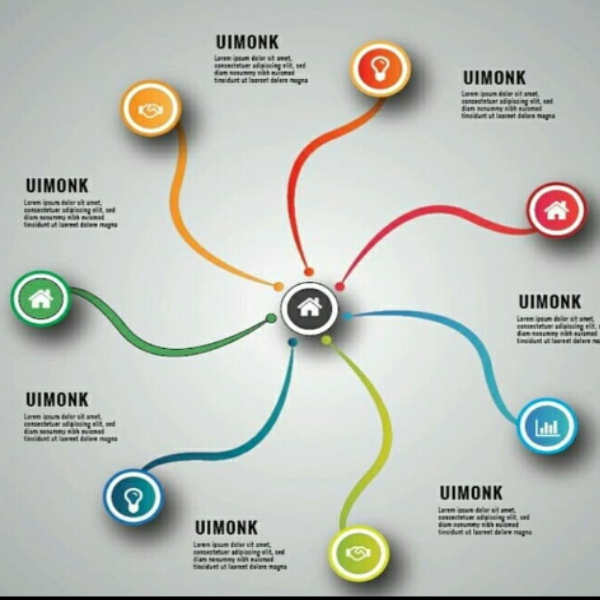 UIMONK
Lorem ipsum dolor sit amet,
consectetuer adipiscing elit, sed
diam nonummy nibh euismod
tincidunt ut laoreet dolore magna
UIMONK
Lorem ipsum dolor sit amet,
consectetuer adipiscing elit, sed
diam nonummy nibh euismod
tincidunt ut laoreet dolore magna
UIMONK
Lorem ipsum dolor sit amet,
consectetuer adipiscing elit, sed
diam nonummy nibh euismod
tincidunt ut laoreet dolore magna
UIMONK
Lorem ipsum dolor sit amet,
consectetuer adipiscing elit,
diam nonummy nibh euismod
tincidunt ut laoreet dolore
UIMONK
Lorem ipsum dolor sit amet,
consectetuer adipiscing elit, sed
diam nonummy nibh euismod
tincidunt ut laoreet dolore magna
UIMONK
Lorem ipsum dolor sit amet,
consectetuer adipiscing elit, sed
diam nonummy nibh euismod
tincidunt ut laoreet dolore magna
UIMONK
Lorem ipsum dolor sit amet,
consectetuer adipiscing elit, sed
diam nonummy nibh euismod
tincidunt ut laoreet dolore magna